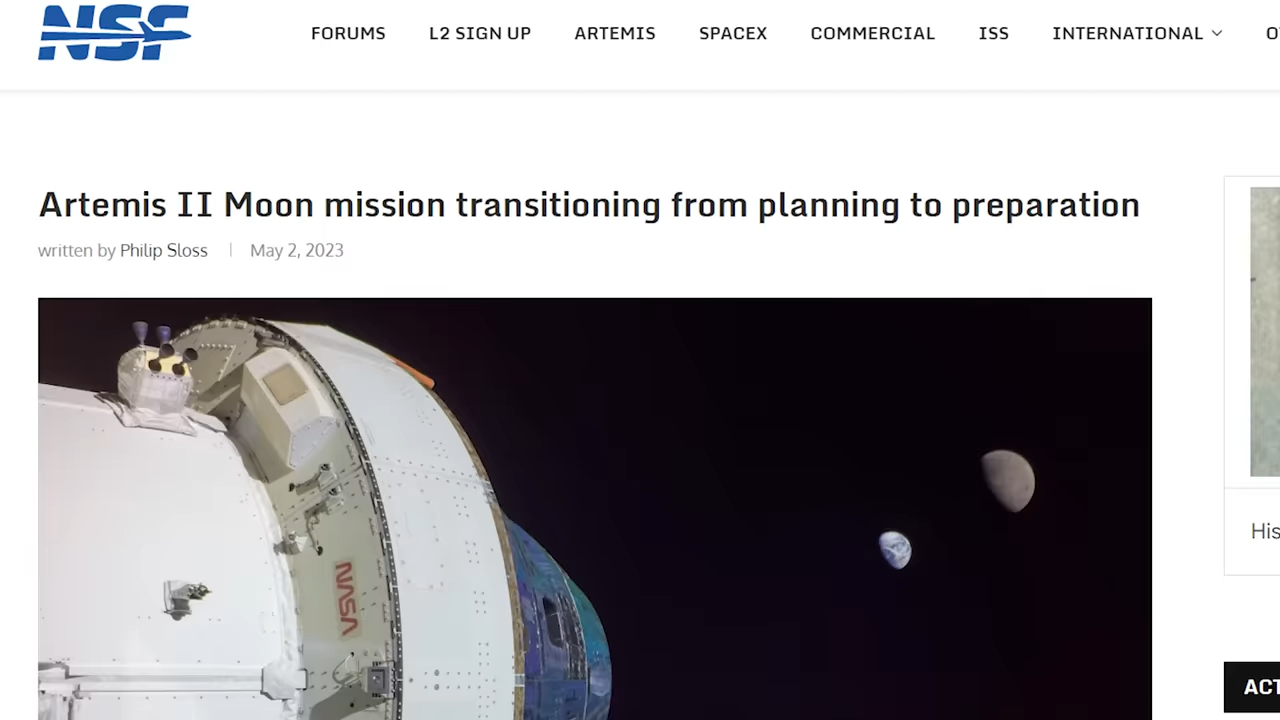 NSF
FORUMS L2 SIGN UP ARTEMIS SPACEX COMMERCIAL ISS INTERNATIONAL
Artemis II Moon mission transitioning from planning to preparation
written by Philip Sloss | May 2, 2023
NASA
His
ACT